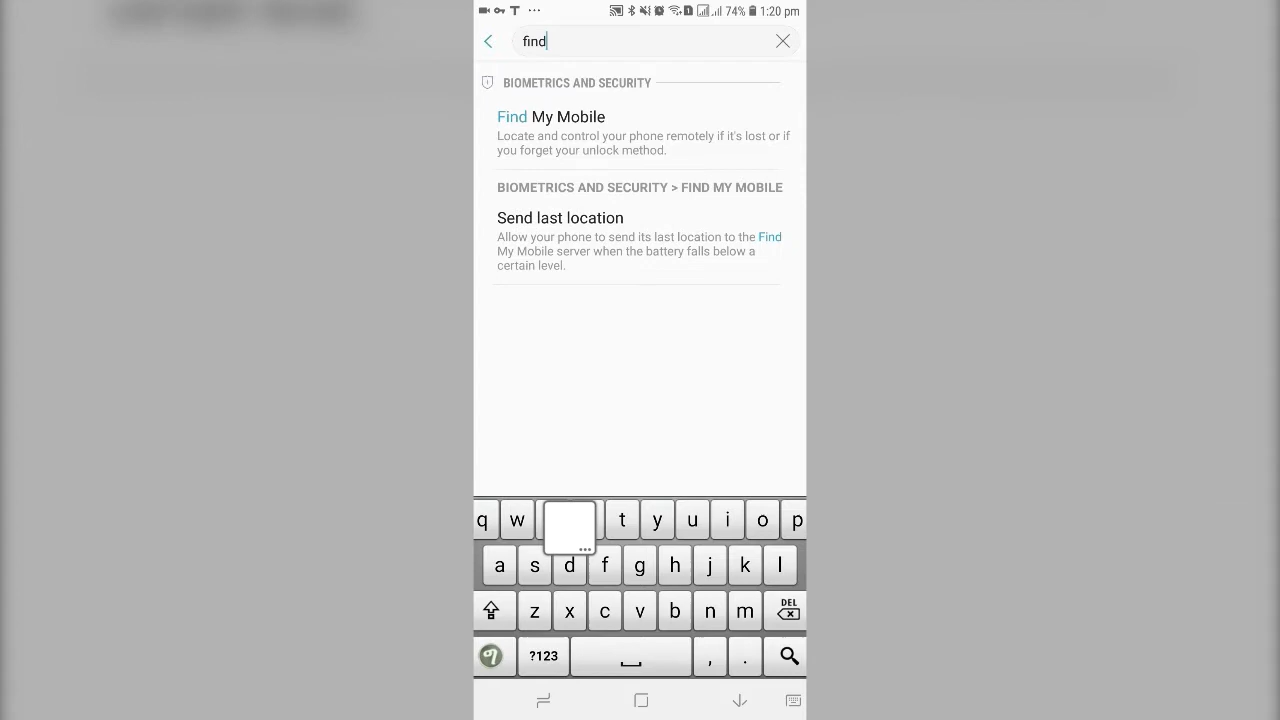 74% 1:20 pm
find
BIOMETRICS AND SECURITY
Find My Mobile
Locate and control your phone remotely if it's lost or if
you forget your unlock method.
BIOMETRICS AND SECURITY > FIND MY MOBILE
Send last location
Allow your phone to send its last location to the Find
My Mobile server when the battery falls below a
certain level.
q w t y u i o p
a s d f g h j k l
z x c v b n m DEL
?123 , .